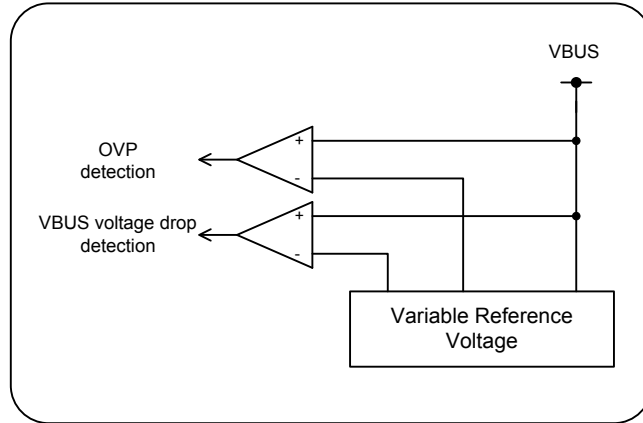 VBUS
OVP
detection
+
-
VBUS voltage drop
detection
+
-
Variable Reference
Voltage